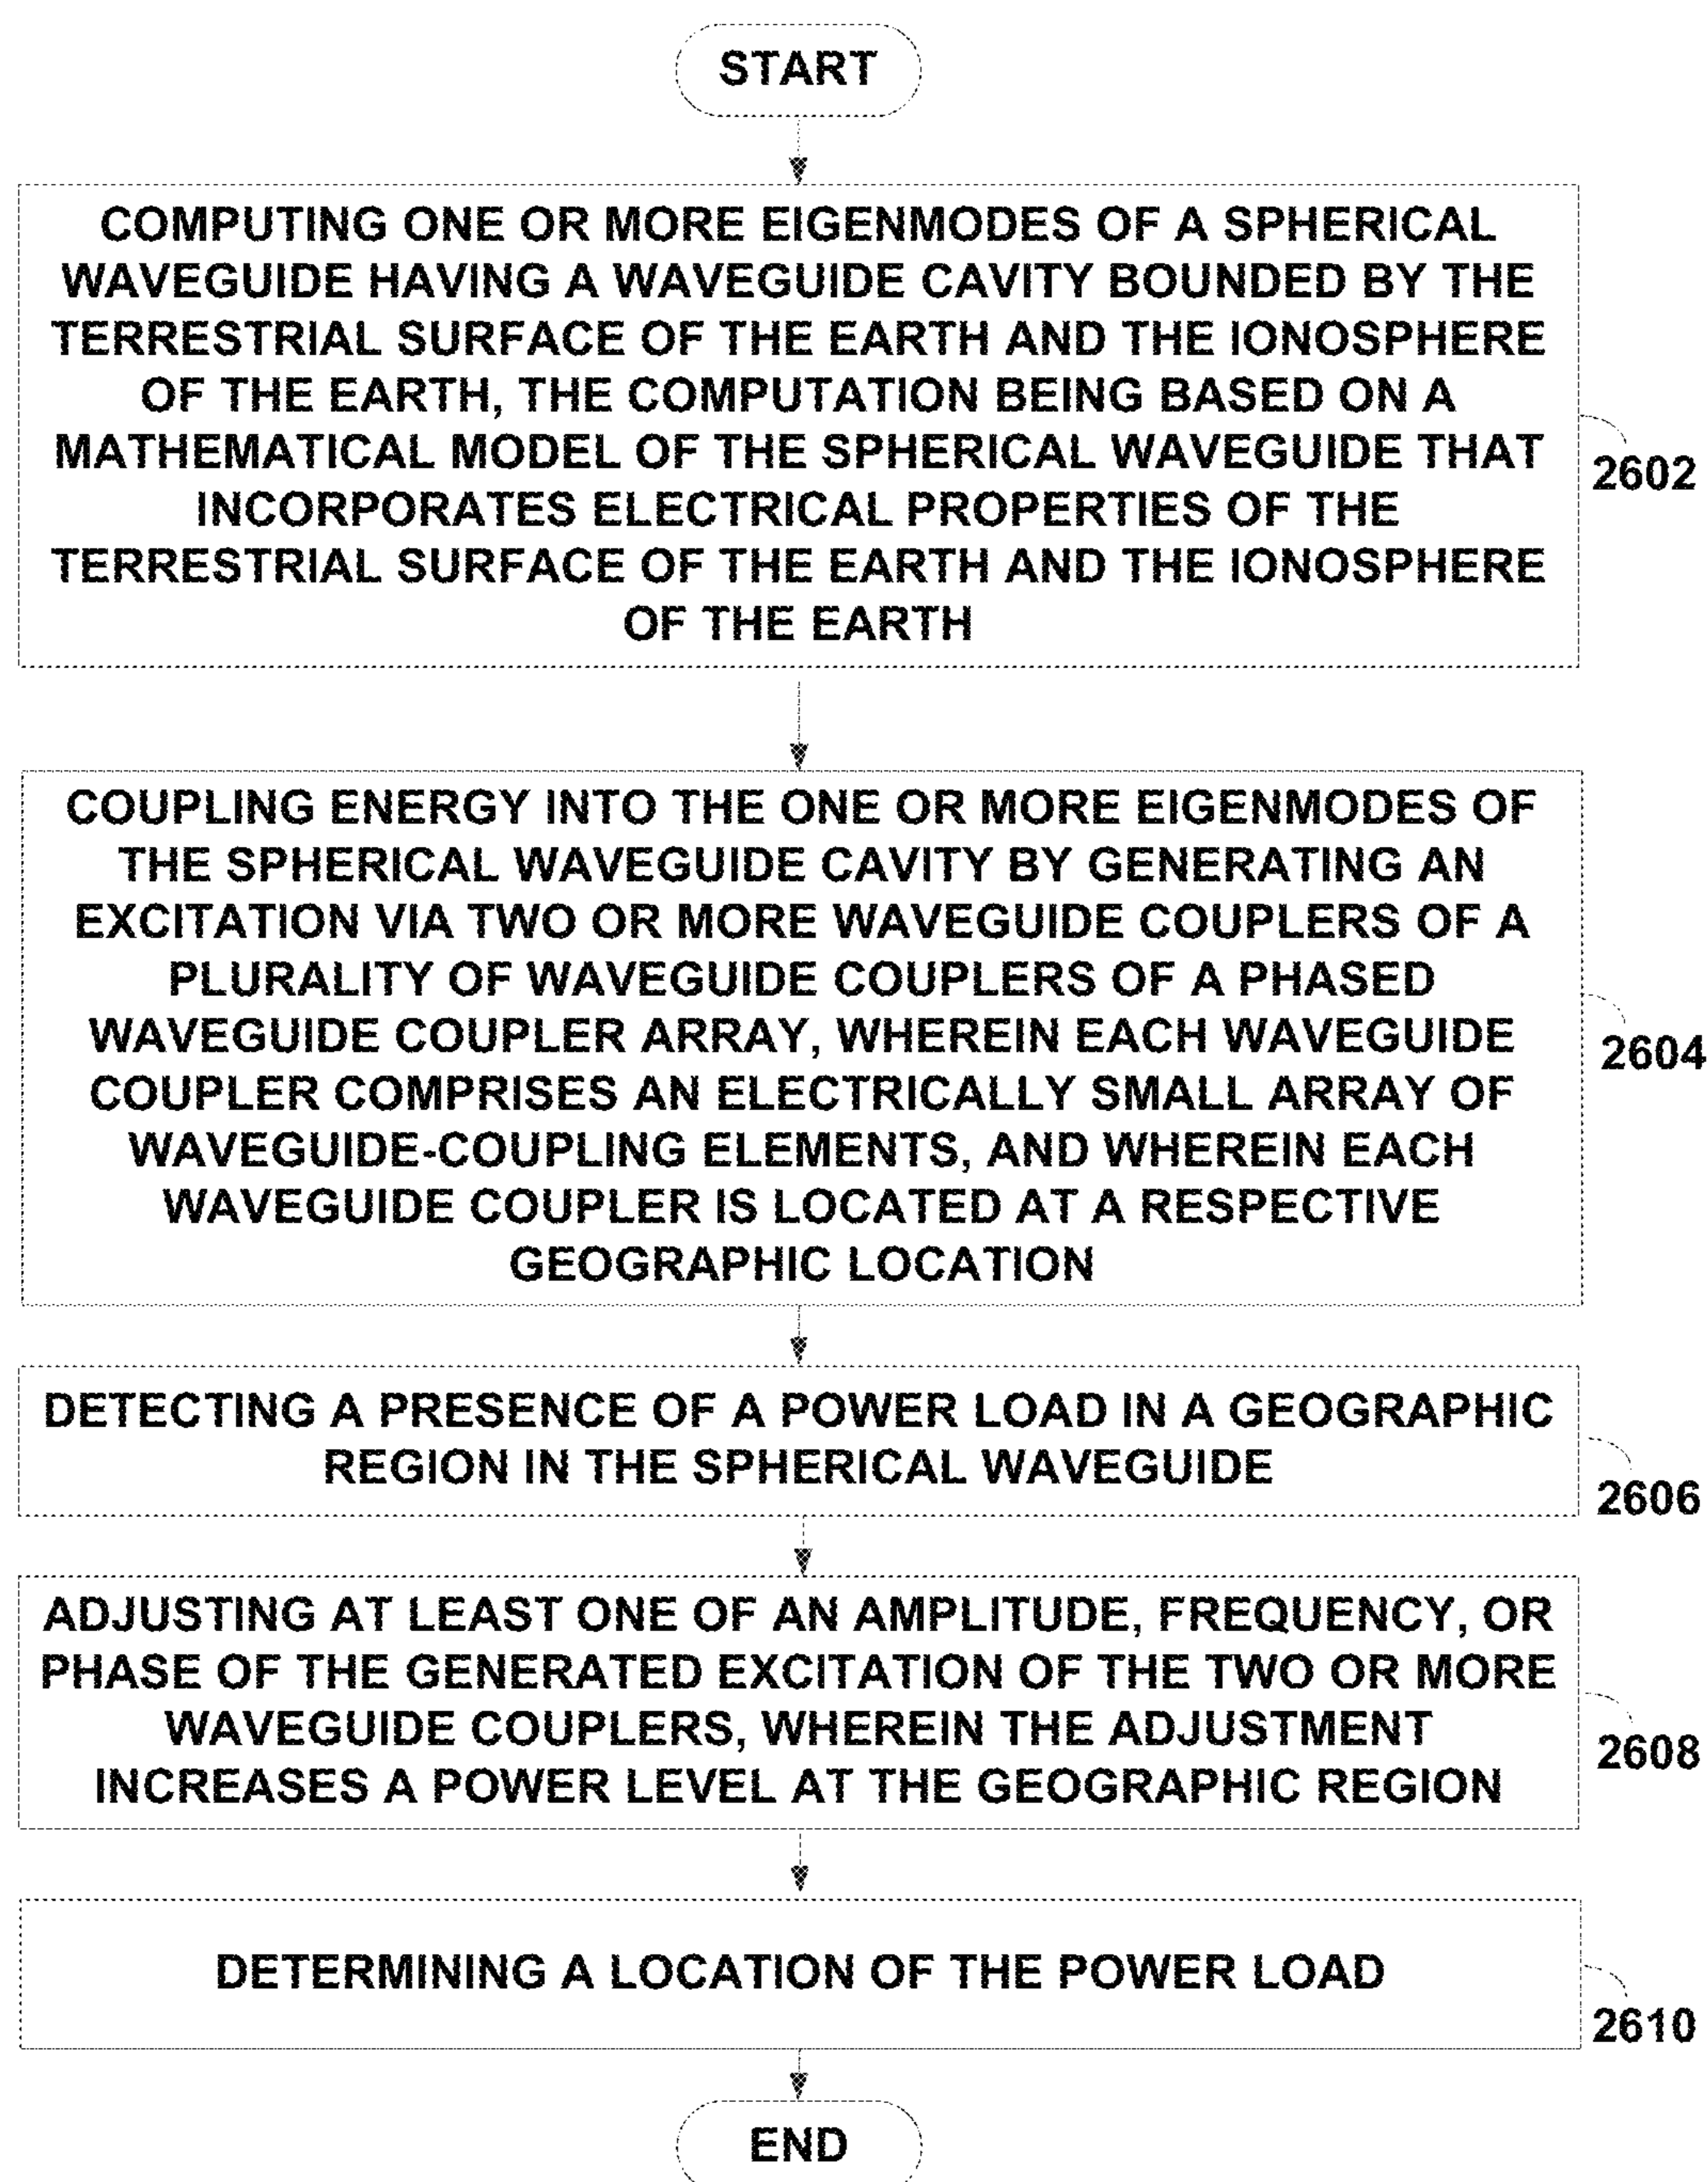 START
COMPUTING ONE OR MORE EIGENMODES OF A SPHERICAL
WAVEGUIDE HAVING A WAVEGUIDE CAVITY BOUNDED BY THE
TERRESTRIAL SURFACE OF THE EARTH AND THE IONOSPHERE
OF THE EARTH, THE COMPUTATION BEING BASED ON A
MATHEMATICAL MODEL OF THE SPHERICAL WAVEGUIDE THAT
INCORPORATES ELECTRICAL PROPERTIES OF THE
TERRESTRIAL SURFACE OF THE EARTH AND THE IONOSPHERE
OF THE EARTH
2602
COUPLING ENERGY INTO THE ONE OR MORE EIGENMODES OF
THE SPHERICAL WAVEGUIDE CAVITY BY GENERATING AN
EXCITATION VIA TWO OR MORE WAVEGUIDE COUPLERS OF A
PLURALITY OF WAVEGUIDE COUPLERS OF A PHASED
WAVEGUIDE COUPLER ARRAY, WHEREIN EACH WAVEGUIDE
COUPLER COMPRISES AN ELECTRICALLY SMALL ARRAY OF
WAVEGUIDE-COUPLING ELEMENTS, AND WHEREIN EACH
WAVEGUIDE COUPLER IS LOCATED AT A RESPECTIVE
GEOGRAPHIC LOCATION
2604
DETECTING A PRESENCE OF A POWER LOAD IN A GEOGRAPHIC
REGION IN THE SPHERICAL WAVEGUIDE
2606
ADJUSTING AT LEAST ONE OF AN AMPLITUDE, FREQUENCY, OR
PHASE OF THE GENERATED EXCITATION OF THE TWO OR MORE
WAVEGUIDE COUPLERS, WHEREIN THE ADJUSTMENT
INCREASES A POWER LEVEL AT THE GEOGRAPHIC REGION
2608
DETERMINING A LOCATION OF THE POWER LOAD
2610
END